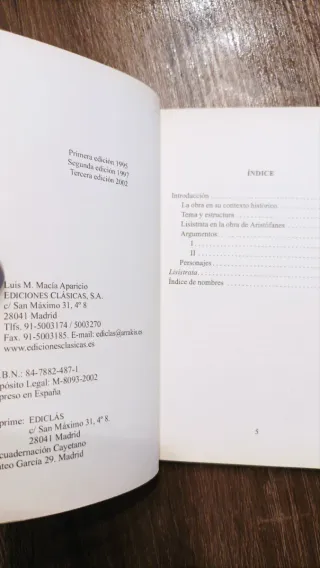 Primera edición 1995
Segunda edición 1997
Tercera edición 2002
Luis M. Macía Aparicio
EDICIONES CLÁSICAS, S.A.
c/ San Máximo 31, 4º 8
28041 Madrid
Tlfs. 91-5003174 / 5003270
Fax. 91-5003185. E-mail: ediclas@arrakis.es
www.edicionesclasicas.es
.B.N.: 84-7882-487-1
pósito Legal: M-8093-2002
preso en España
prime: EDICLÁS
c/ San Máximo 31, 4º 8
28041 Madrid
cuadernación Cayetano
ateo García 29. Madrid
ÍNDICE
Introducción
La obra en su contexto histórico
Tema y estructura
Lisístrata en la obra de Aristófanes
Argumentos
I
II
Personajes
Lisístrata
Índice de nombres
5